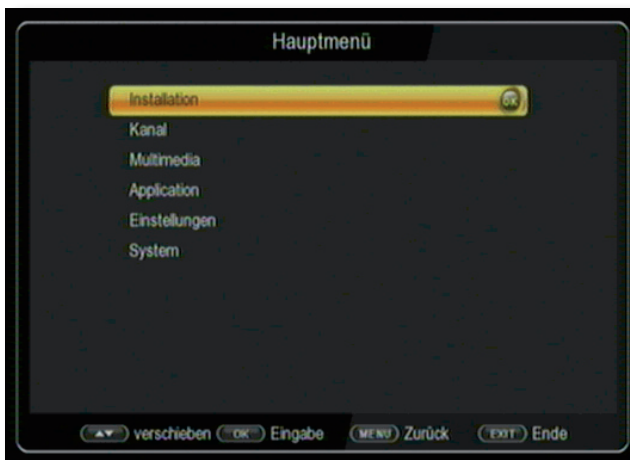 Hauptmenü
Installation OK
Kanal
Multimedia
Application
Einstellungen
System
verschieben OK Eingabe MENU Zurück EXIT Ende